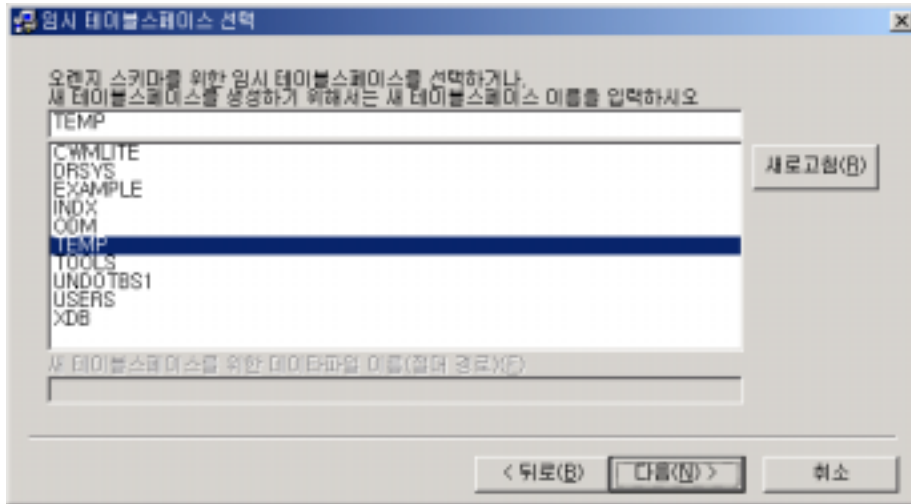 임시 테이블스페이스 선택
오렌지 스키마를 위한 임시 테이블스페이스를 선택하거나,
새 테이블스페이스를 생성하기 위해서는 새 테이블스페이스 이름을 입력하시오
TEMP
CWMLITE
DRSYS
EXAMPLE
INDX
ODM
TEMP
TOOLS
UNDOTBS1
USERS
XDB
새로고침(R)
새 테이블스페이스를 위한 데이타파일 이름(절대 경로)(F)
< 뒤로(B)
다음(N) >
취소